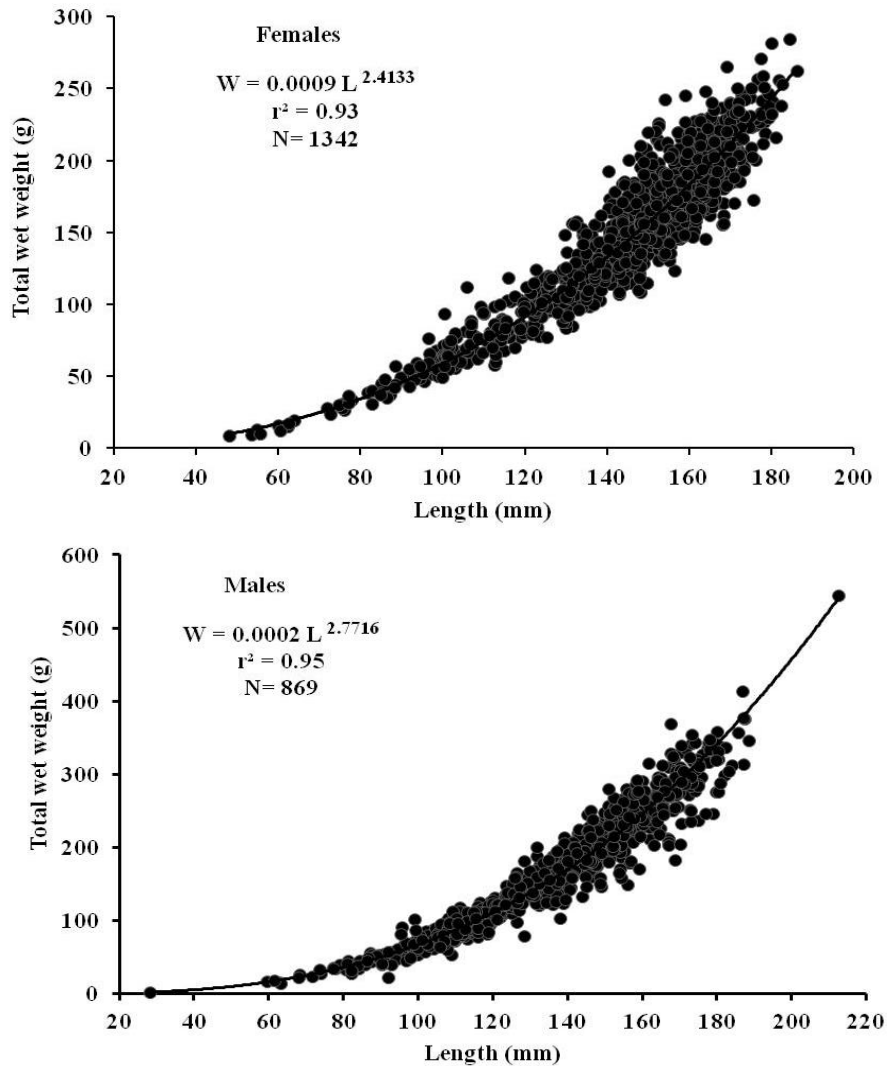 300
250
200
150
100
50
0
Total wet weight (g)
Females
W = 0.0009 L 2.4133
r² = 0.93
N= 1342
20 40 60 80 100 120 140 160 180 200
Length (mm)
600
500
400
300
200
100
0
Total wet weight (g)
Males
W = 0.0002 L 2.7716
r² = 0.95
N= 869
20 40 60 80 100 120 140 160 180 200 220
Length (mm)